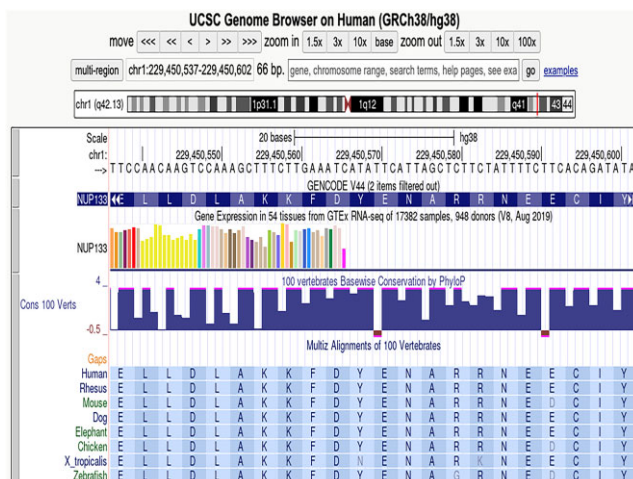 UCSC Genome Browser on Human (GRCh38/hg38)
move <<< << < > >> >>> zoom in 1.5x 3x 10x base zoom out 1.5x 3x 10x 100x
multi-region chr1:229,450,537-229,450,602 66 bp. gene, chromosome range, search terms, help pages, see exa go examples
chr1 (q42.13) 1p31.1 1q12 q41 43 44
Scale 20 bases hg38
chr1: 229,450,550 229,450,560 229,450,570 229,450,580 229,450,590 229,450,600
---> TTCCAACAAGTCCAAAGCTTTCTTGAAATCATATTCATTAGCTCTTCTATTTTCTTCACAGATATA
GENCODE V44 (2 items filtered out)
NUP133 E L L D L A K K F D Y E N A R R N E E C I Y
Gene Expression in 54 tissues from GTEx RNA-seq of 17382 samples, 948 donors (V8, Aug 2019)
NUP133
100 vertebrates Basewise Conservation by PhyloP
4 _
Cons 100 Verts
-0.5 _
Multiz Alignments of 100 Vertebrates
Gaps
Human E L L D L A K K F D Y E N A R R N E E C I Y
Rhesus E L L D L A K K F D Y E N A R R N E E C I Y
Mouse E L L D L A K K F D Y E N A R R N E D C I Y
Dog E L L D L A K K F D Y E N A R R N E E C I Y
Elephant E L L D L A K K F D Y E N A R R N E E C I Y
Chicken E L L D L A K K F D Y E N A R R N E D C I Y
X_tropicalis E L L D L A K K F D N E N A R K N E E C I Y
Zebrafish E L L D L A K K F D Y E N A G R N E D C I Y